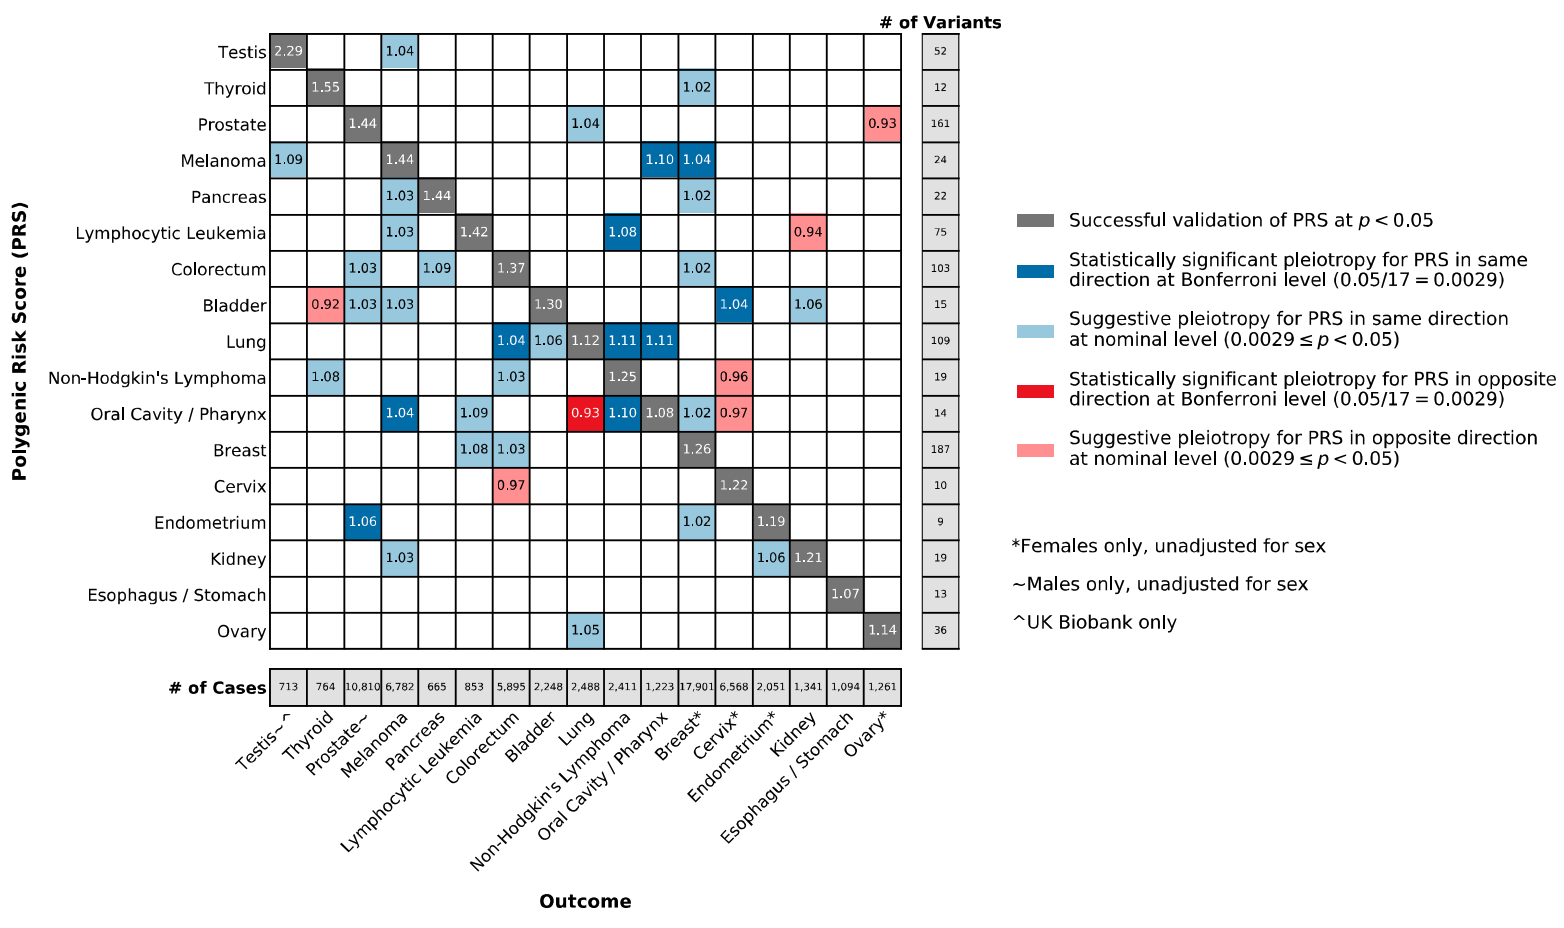 # of Variants
Testis 2.29 1.04 52
Thyroid 1.55 1.02 12
Prostate 1.44 1.04 0.93 161
Melanoma 1.09 1.44 1.10 1.04 24
Pancreas 1.03 1.44 1.02 22
Lymphocytic Leukemia 1.03 1.42 1.08 0.94 75
Colorectum 1.03 1.09 1.37 1.02 103
Bladder 0.92 1.03 1.03 1.30 1.04 1.06 15
Lung 1.04 1.06 1.12 1.11 1.11 109
Non-Hodgkin's Lymphoma 1.08 1.03 1.25 0.96 19
Oral Cavity / Pharynx 1.04 1.09 0.93 1.10 1.08 1.02 0.97 14
Breast 1.08 1.03 1.26 187
Cervix 0.97 1.22 10
Endometrium 1.06 1.02 1.19 9
Kidney 1.03 1.06 1.21 19
Esophagus / Stomach 1.07 13
Ovary 1.05 1.14 36
Polygenic Risk Score (PRS)
# of Cases 713 764 10,810 6,782 665 853 5,895 2,248 2,488 2,411 1,223 17,901 6,568 2,051 1,341 1,094 1,261
Testis~^
Thyroid
Prostate~
Melanoma
Pancreas
Lymphocytic Leukemia
Colorectum
Bladder
Lung
Non-Hodgkin's Lymphoma
Oral Cavity / Pharynx
Breast*
Cervix*
Endometrium*
Kidney
Esophagus / Stomach
Ovary*
Outcome
Successful validation of PRS at p < 0.05
Statistically significant pleiotropy for PRS in same
direction at Bonferroni level (0.05/17 = 0.0029)
Suggestive pleiotropy for PRS in same direction
at nominal level (0.0029 ≤ p < 0.05)
Statistically significant pleiotropy for PRS in opposite
direction at Bonferroni level (0.05/17 = 0.0029)
Suggestive pleiotropy for PRS in opposite direction
at nominal level (0.0029 ≤ p < 0.05)
*Females only, unadjusted for sex
~Males only, unadjusted for sex
^UK Biobank only